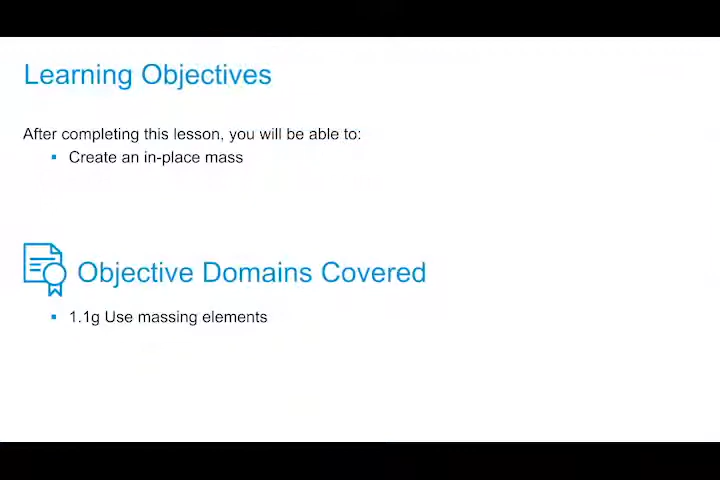 Learning Objectives
After completing this lesson, you will be able to:
▪ Create an in-place mass
Objective Domains Covered
▪ 1.1g Use massing elements